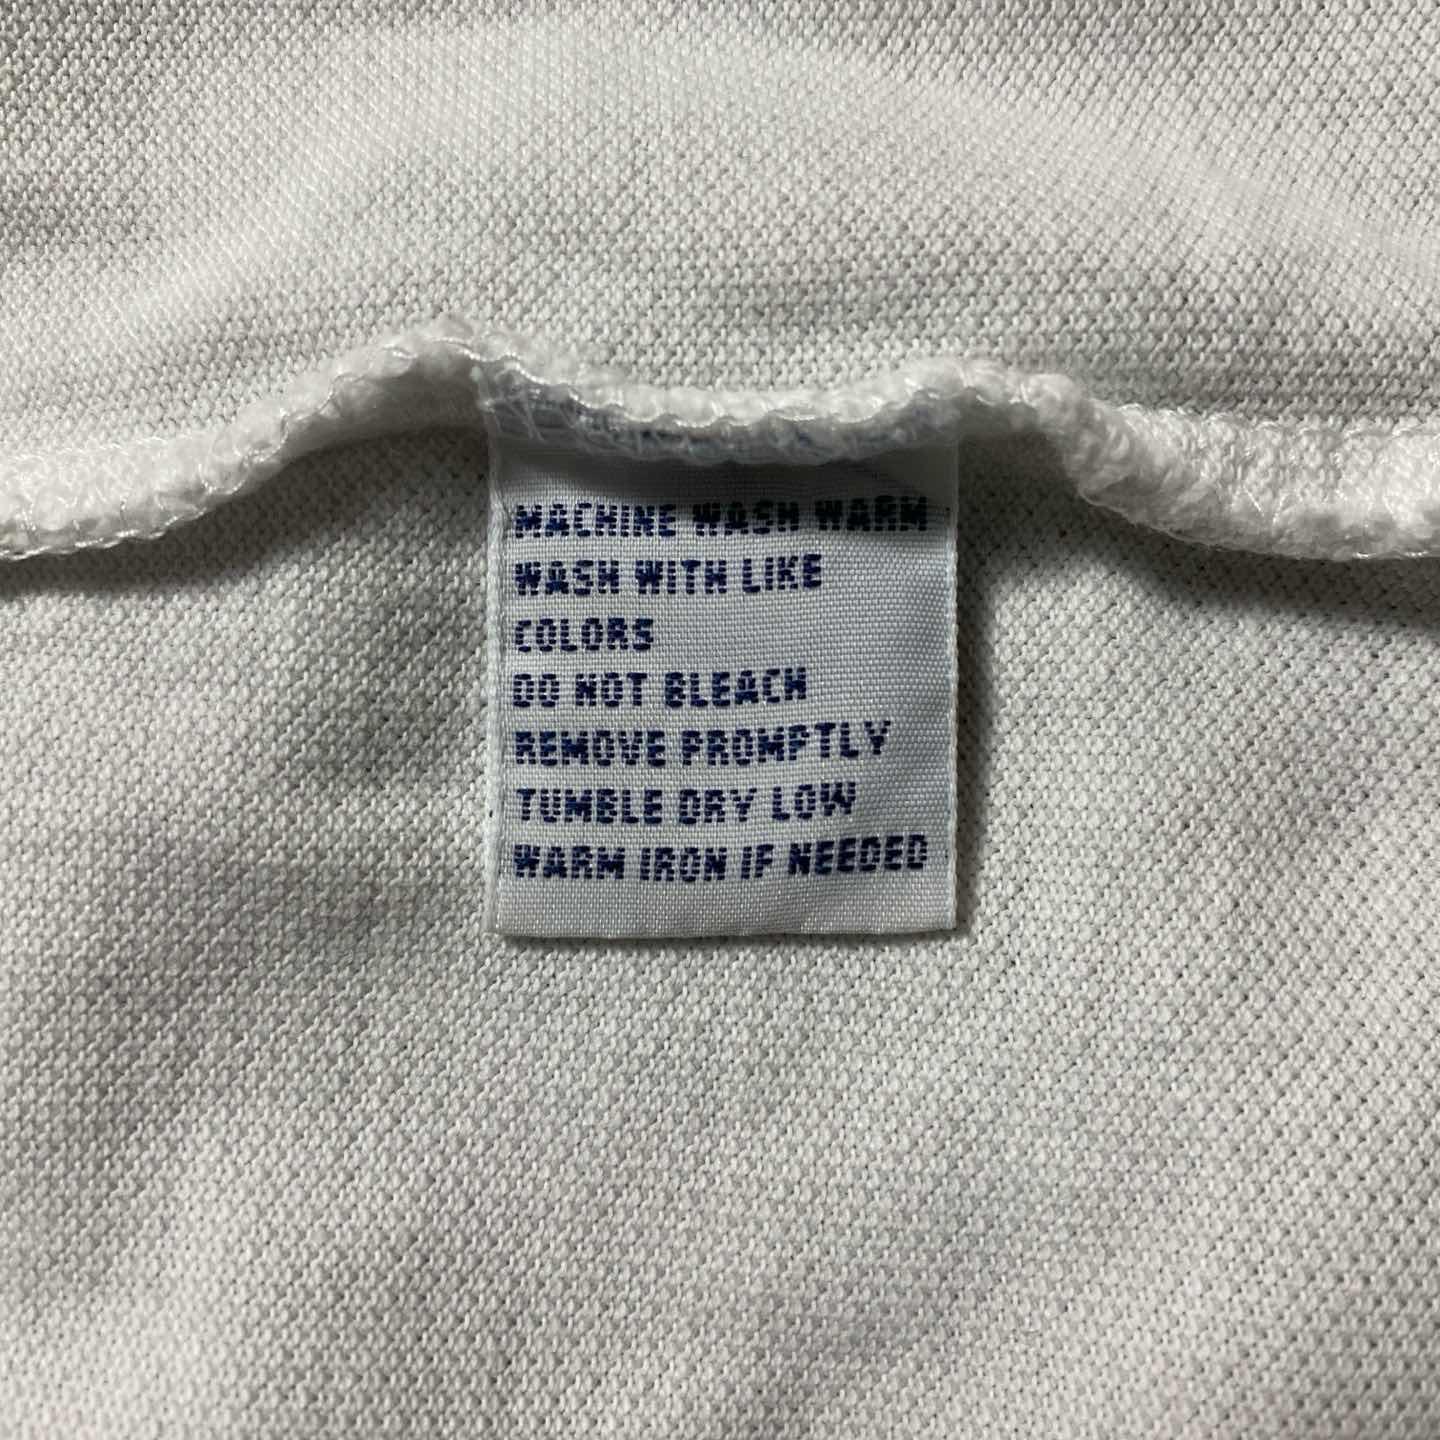 MACHINE WASH WARM
WASH WITH LIKE
COLORS
DO NOT BLEACH
REMOVE PROMPTLY
TUMBLE DRY LOW
WARM IRON IF NEEDED